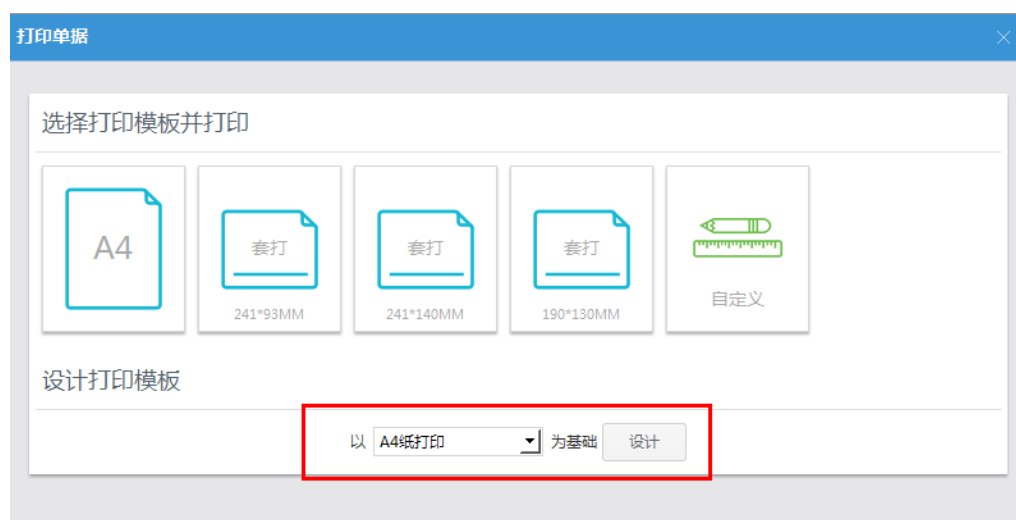 打印单据
选择打印模板并打印
A4
套打
241*93MM
套打
241*140MM
套打
190*130MM
自定义
设计打印模板
以 A4纸打印 为基础 设计